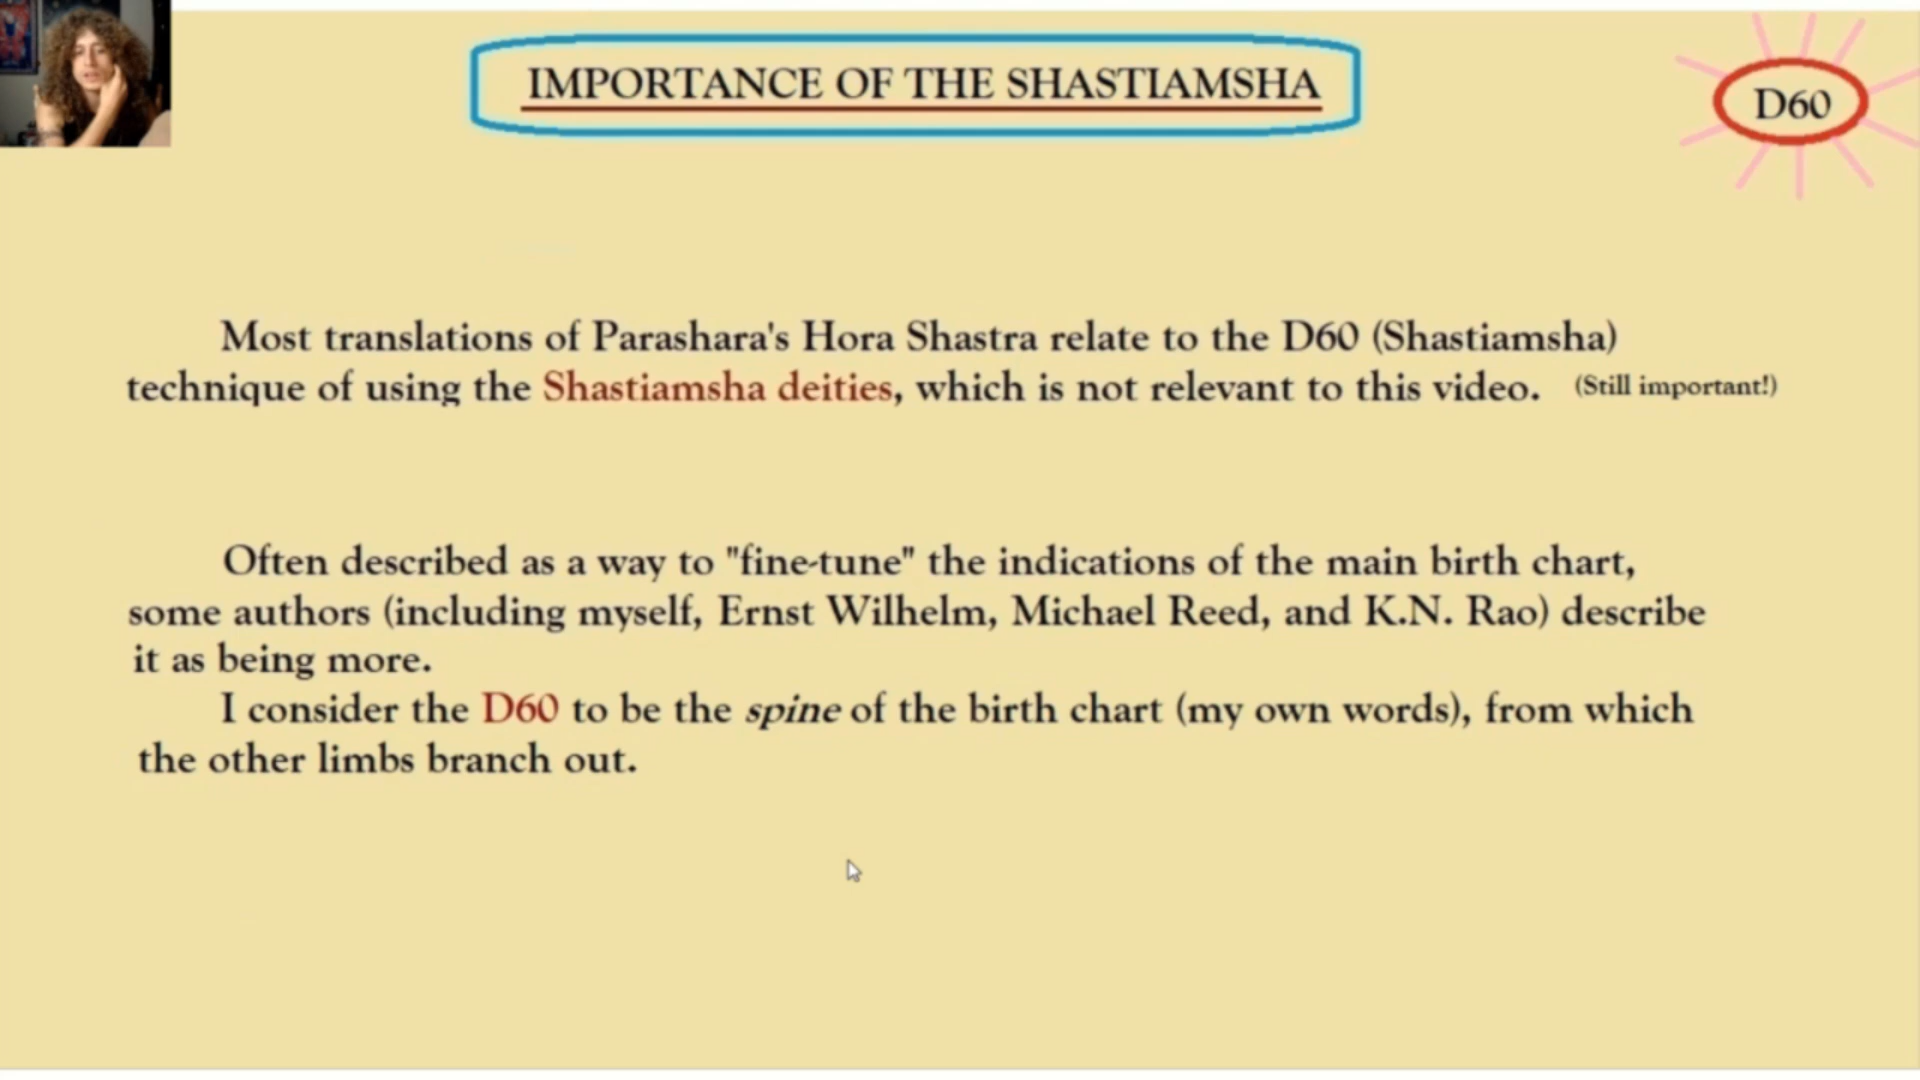 IMPORTANCE OF THE SHASTIAMSHA
D60
Most translations of Parashara's Hora Shastra relate to the D60 (Shastiamsha)
technique of using the Shastiamsha deities, which is not relevant to this video. (Still important!)
Often described as a way to "fine-tune" the indications of the main birth chart,
some authors (including myself, Ernst Wilhelm, Michael Reed, and K.N. Rao) describe
it as being more.
I consider the D60 to be the spine of the birth chart (my own words), from which
the other limbs branch out.